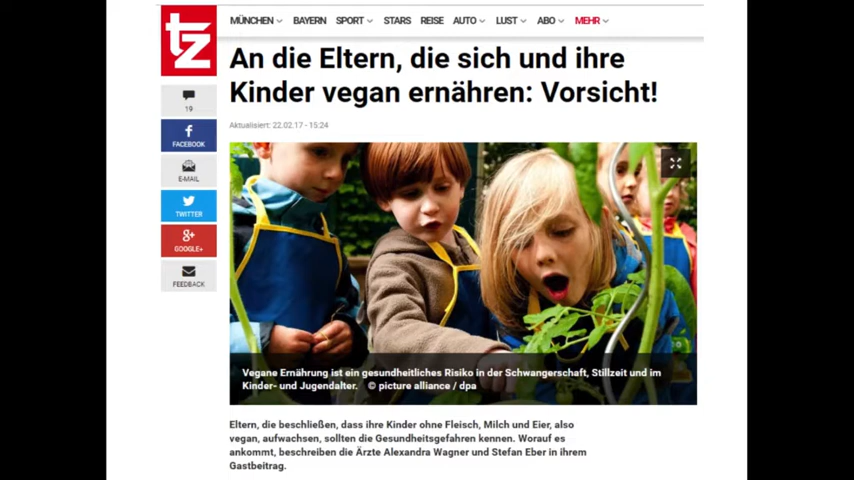 tz
MÜNCHEN BAYERN SPORT STARS REISE AUTO LUST ABO MEHR
An die Eltern, die sich und ihre
Kinder vegan ernähren: Vorsicht!
Aktualisiert: 22.02.17 - 15:24
19
FACEBOOK
E-MAIL
TWITTER
g+
GOOGLE+
FEEDBACK
Vegane Ernährung ist ein gesundheitliches Risiko in der Schwangerschaft, Stillzeit und im
Kinder- und Jugendalter. © picture alliance / dpa
Eltern, die beschließen, dass ihre Kinder ohne Fleisch, Milch und Eier, also
vegan, aufwachsen, sollten die Gesundheitsgefahren kennen. Worauf es
ankommt, beschreiben die Ärzte Alexandra Wagner und Stefan Eber in ihrem
Gastbeitrag.